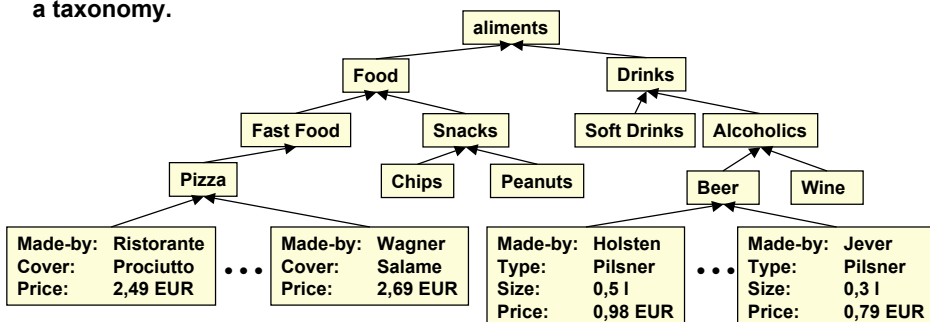 a taxonomy.
aliments
Food
Drinks
Fast Food
Snacks
Soft Drinks
Alcoholics
Pizza
Chips
Peanuts
Beer
Wine
Made-by: Ristorante
Cover: Prociutto
Price: 2,49 EUR
Made-by: Wagner
Cover: Salame
Price: 2,69 EUR
Made-by: Holsten
Type: Pilsner
Size: 0,5 l
Price: 0,98 EUR
Made-by: Jever
Type: Pilsner
Size: 0,3 l
Price: 0,79 EUR